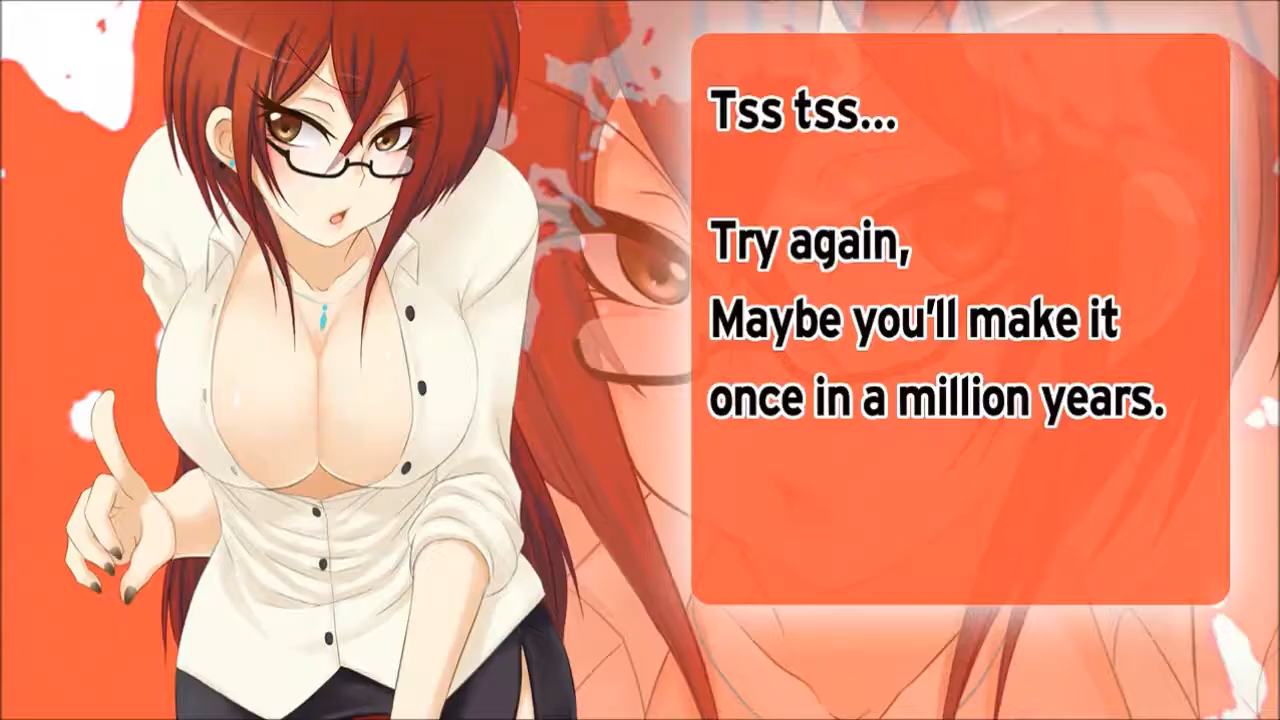 Tss tss...
Try again,
Maybe you'll make it
once in a million years.